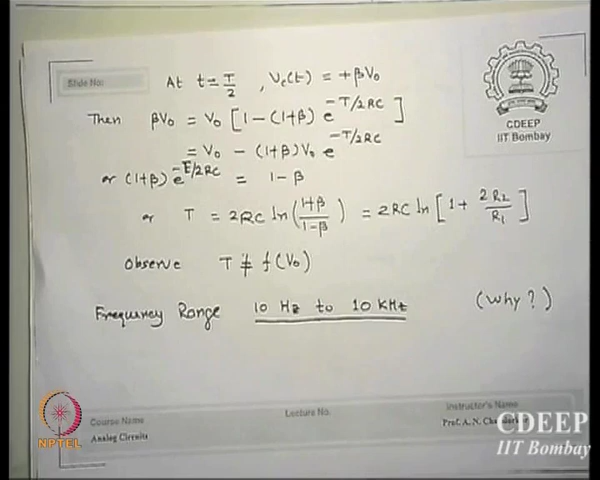 Slide No:
At t = T/2 , Vc(t) = +βV0
CDEEP
IIT Bombay
Then βV0 = V0 [1 - (1+β) e^-T/2RC]
= V0 - (1+β)V0 e^-T/2RC
or (1+β) e^-T/2RC = 1 - β
or T = 2RC ln(1+β/1-β) = 2RC ln [1 + 2R2/R1]
Observe T ≠ f(V0)
Frequency Range 10 Hz to 10 KHz (Why?)
NPTEL
Course Name
Analog Circuits
Lecture No.
Instructor's Name
Prof. A. N.
CDEEP
IIT Bombay